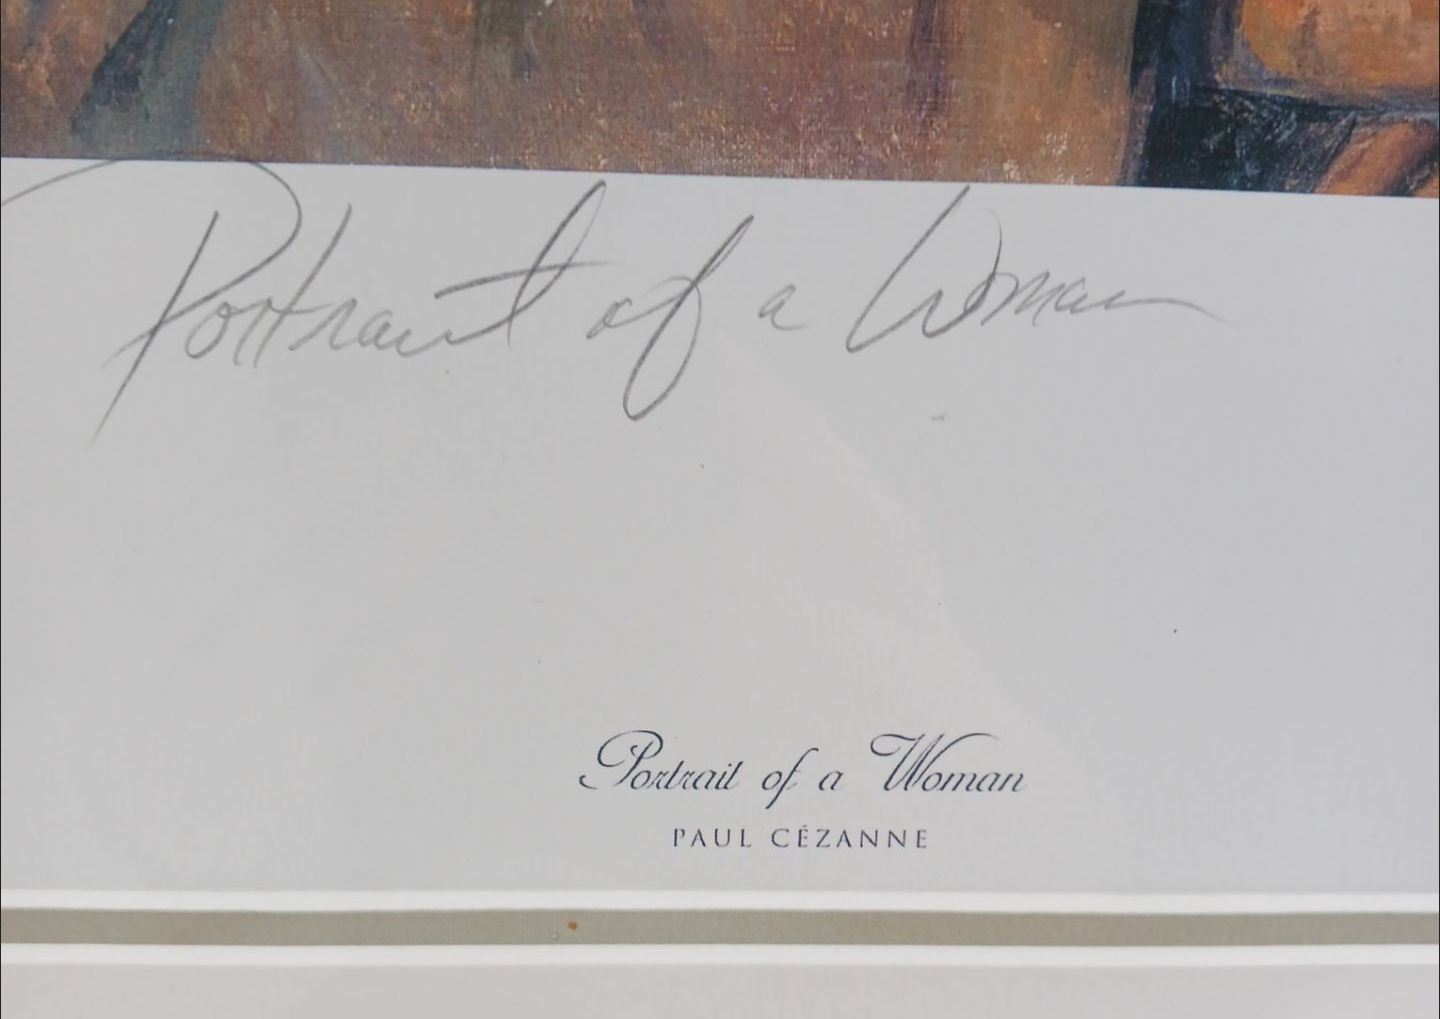 Portrait of a Woman
Portrait of a Woman
PAUL CÉZANNE